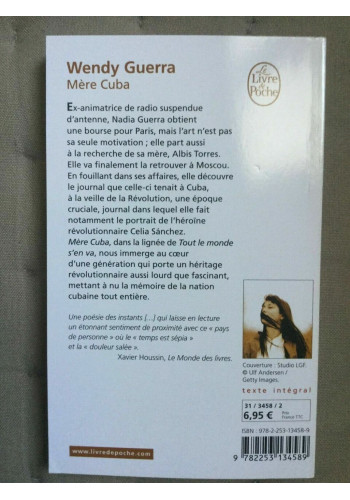 Wendy Guerra
Mère Cuba
Le
Livre
de
Poche
Ex-animatrice de radio suspendue
d'antenne, Nadia Guerra obtient
une bourse pour Paris, mais l'art n'est pas
sa seule motivation ; elle part aussi
à la recherche de sa mère, Albis Torres.
Elle va finalement la retrouver à Moscou.
En fouillant dans ses affaires, elle découvre
le journal que celle-ci tenait à Cuba,
à la veille de la Révolution, une époque
cruciale, journal dans lequel elle fait
notamment le portrait de l'héroïne
révolutionnaire Celia Sánchez.
Mère Cuba, dans la lignée de Tout le monde
s'en va, nous immerge au cœur
d'une génération qui porte un héritage
révolutionnaire aussi lourd que fascinant,
mettant à nu la mémoire de la nation
cubaine tout entière.
Une poésie des instants [...] qui laisse en lecture
un étonnant sentiment de proximité avec ce « pays
de personne » où le « temps est sépia »
et la « douleur salée ».
Xavier Houssin, Le Monde des livres.
Couverture : Studio LGF.
© Ulf Andersen /
Getty Images.
texte intégral
31 / 3458 / 2
6,95 €
Prix
France TTC
ISBN : 978-2-253-13458-9
9 782253 134589
www.livredepoche.com